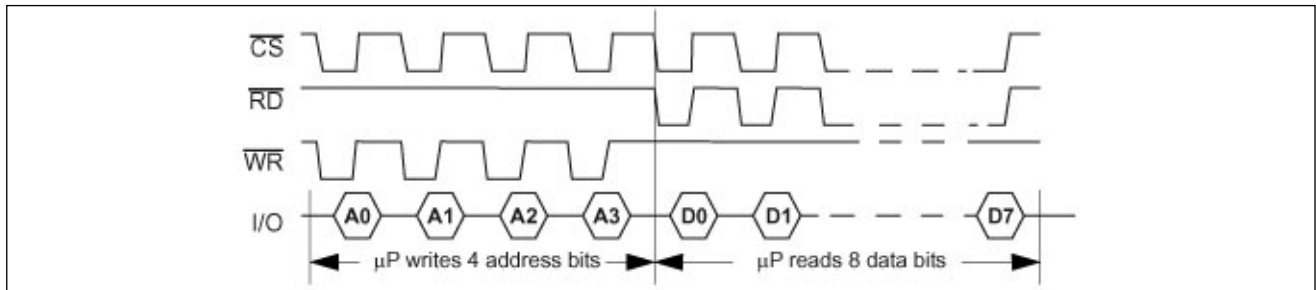 CS
RD
WR
I/O A0 A1 A2 A3 D0 D1 D7
μP writes 4 address bits μP reads 8 data bits